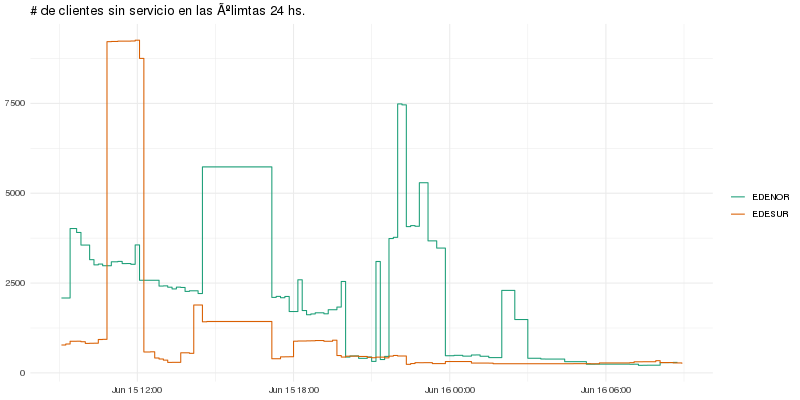 # de clientes sin servicio en las Ãºlimtas 24 hs.
7500
5000
2500
0
Jun 15 12:00
Jun 15 18:00
Jun 16 00:00
Jun 16 06:00
EDENOR
EDESUR